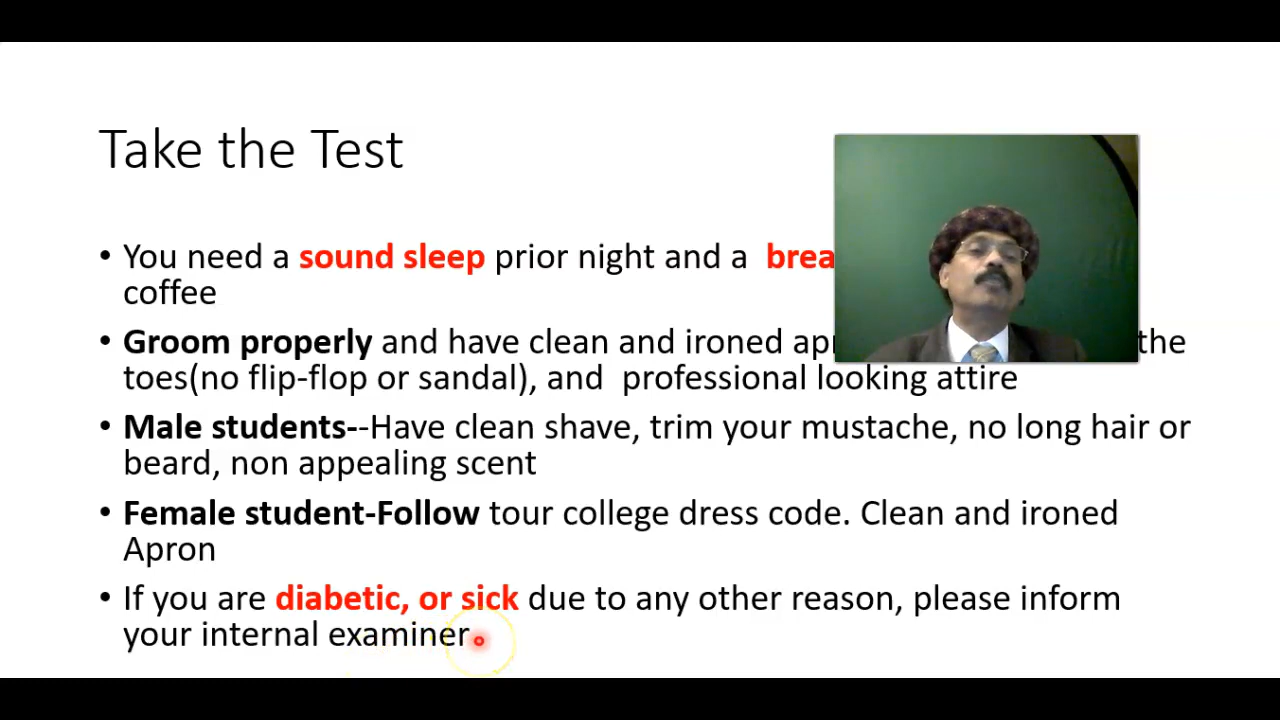 Take the Test
• You need a sound sleep prior night and a
coffee
• Groom properly and have clean and ironed the
toes(no flip-flop or sandal), and professional looking attire
• Male students--Have clean shave, trim your mustache, no long hair or
beard, non appealing scent
• Female student-Follow tour college dress code. Clean and ironed
Apron
• If you are diabetic, or sick due to any other reason, please inform
your internal examiner